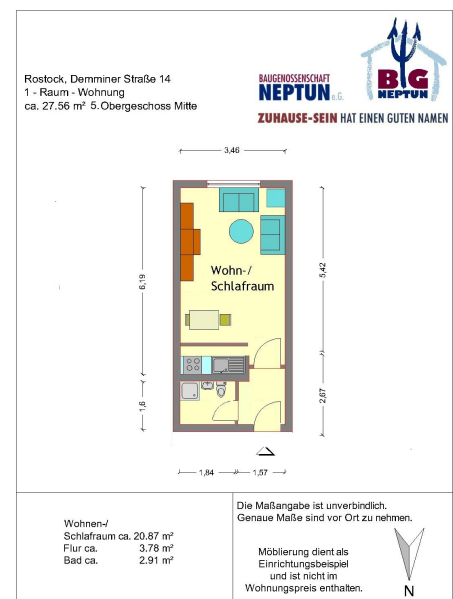 Rostock, Demminer Straße 14
1 - Raum - Wohnung
ca. 27.56 m² 5.Obergeschoss Mitte
BAUGENOSSENSCHAFT
NEPTUN e.G.
BG
NEPTUN
ZUHAUSE-SEIN HAT EINEN GUTEN NAMEN
3,46
6,19
5,42
Wohn-/
Schlafraum
1,6
2,67
1,84
1,57
Wohnen-/
Schlafraum ca. 20.87 m²
Flur ca. 3.78 m²
Bad ca. 2.91 m²
Die Maßangabe ist unverbindlich.
Genaue Maße sind vor Ort zu nehmen.
Möblierung dient als
Einrichtungsbeispiel
und ist nicht im
Wohnungspreis enthalten.
N